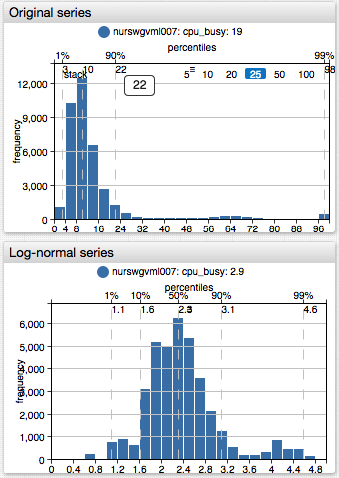 Original series
nurswgvml007: cpu_busy: 19
percentiles
1% 90% 99%
3 10 22 98
stack 5 10 20 25 50 100
22
12,000
9,000
6,000
3,000
0
frequency
0 4 8 16 24 32 40 48 56 64 72 80 88 96
Log-normal series
nurswgvml007: cpu_busy: 2.9
percentiles
1% 10% 50% 90% 99%
1.1 1.6 2.3 3.1 4.6
6,000
5,000
4,000
3,000
2,000
1,000
0
frequency
0 0.4 0.8 1.2 1.6 2 2.4 2.8 3.2 3.6 4 4.4 4.8